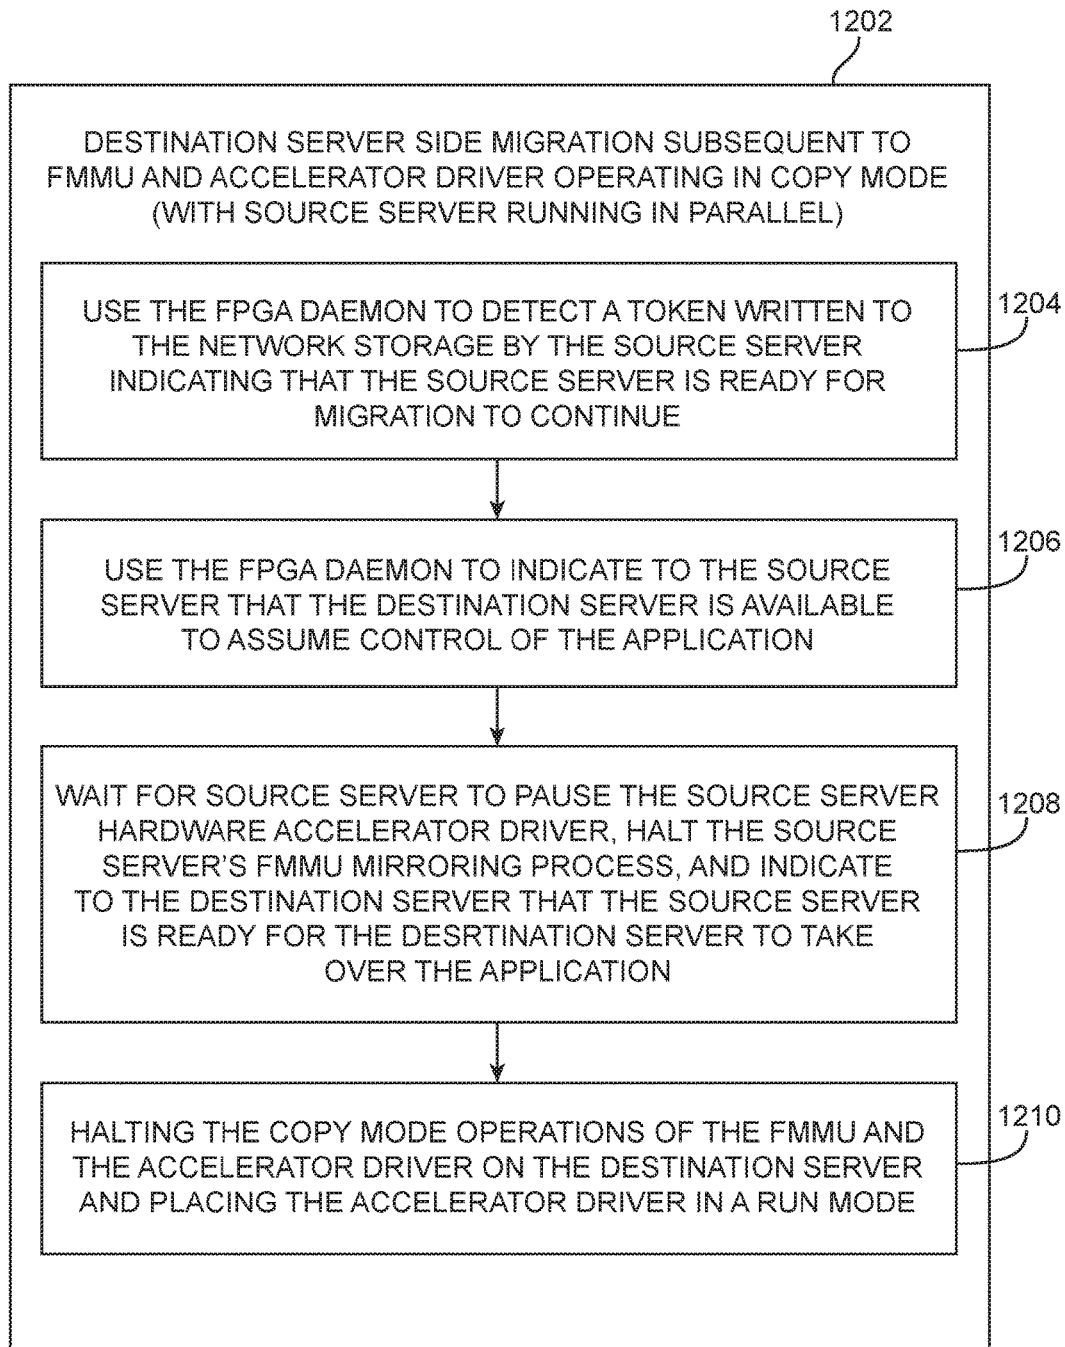 1202
DESTINATION SERVER SIDE MIGRATION SUBSEQUENT TO
FMMU AND ACCELERATOR DRIVER OPERATING IN COPY MODE
(WITH SOURCE SERVER RUNNING IN PARALLEL)
1204
USE THE FPGA DAEMON TO DETECT A TOKEN WRITTEN TO
THE NETWORK STORAGE BY THE SOURCE SERVER
INDICATING THAT THE SOURCE SERVER IS READY FOR
MIGRATION TO CONTINUE
1206
USE THE FPGA DAEMON TO INDICATE TO THE SOURCE
SERVER THAT THE DESTINATION SERVER IS AVAILABLE
TO ASSUME CONTROL OF THE APPLICATION
1208
WAIT FOR SOURCE SERVER TO PAUSE THE SOURCE SERVER
HARDWARE ACCELERATOR DRIVER, HALT THE SOURCE
SERVER'S FMMU MIRRORING PROCESS, AND INDICATE
TO THE DESTINATION SERVER THAT THE SOURCE SERVER
IS READY FOR THE DESRTINATION SERVER TO TAKE
OVER THE APPLICATION
1210
HALTING THE COPY MODE OPERATIONS OF THE FMMU AND
THE ACCELERATOR DRIVER ON THE DESTINATION SERVER
AND PLACING THE ACCELERATOR DRIVER IN A RUN MODE